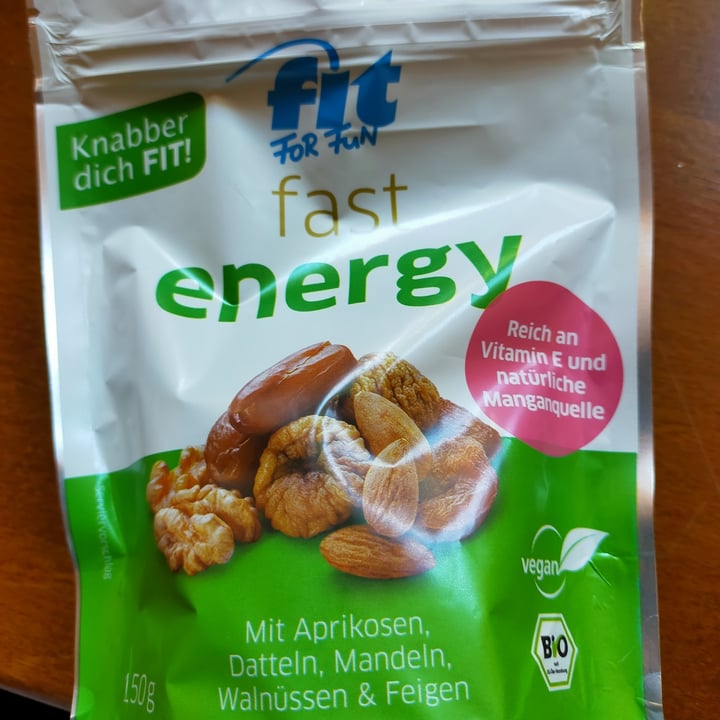 fit
FOR FUN
Knabber
dich FIT!
fast
energy
Reich an
Vitamin E und
natürliche
Manganquelle
Serviervorschlag
vegan
Mit Aprikosen,
Datteln, Mandeln,
Walnüssen & Feigen
150g
BIO